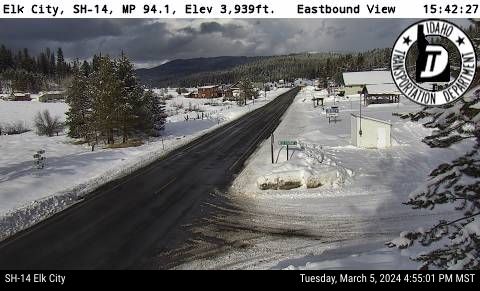 Elk City, SH-14, MP 94.1, Elev 3,939ft. Eastbound View 15:42:27
IDAHO
TRANSPORTATION DEPARTMENT
SH-14 Elk City Tuesday, March 5, 2024 4:55:01 PM MST